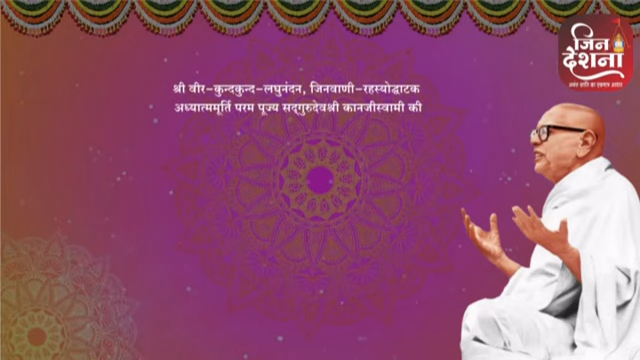 श्री वीर-कुन्दकुन्द-लघुनंदन, जिनवाणी-रहस्योद्घाटक
अध्यात्ममूर्ति परम पूज्य सद्‌गुरुदेवश्री कानजीस्वामी की
जिन
देशना